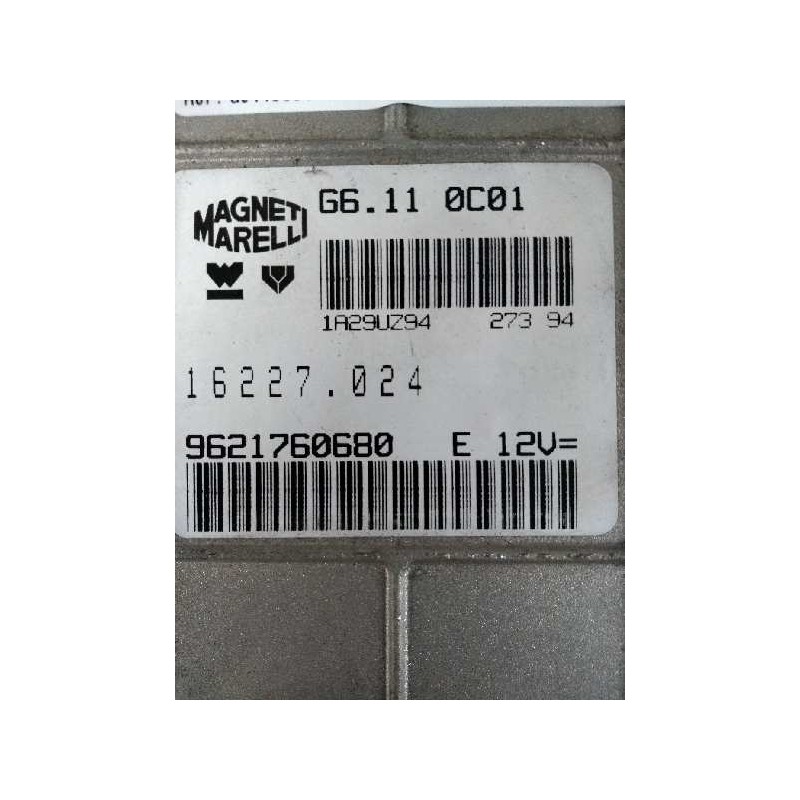 MAGNETI
MARELLI
G6.11 0C01
1A29UZ94 273 94
16227.024
9621760680 E 12V=